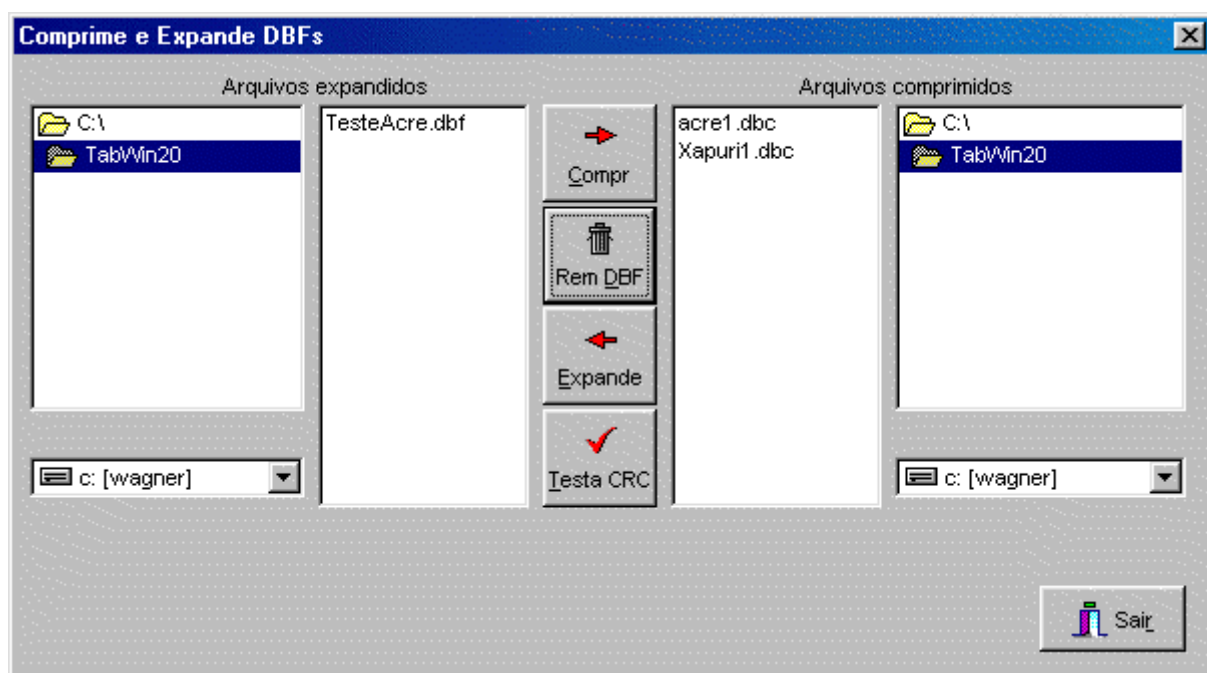 Comprime e Expande DBFs
Arquivos expandidos
Arquivos comprimidos
C:\
TabWin20
TesteAcre.dbf
Compr
Rem DBF
Expande
Testa CRC
acre1.dbc
Xapuri1.dbc
C:\
TabWin20
c: [wagner]
c: [wagner]
Sair